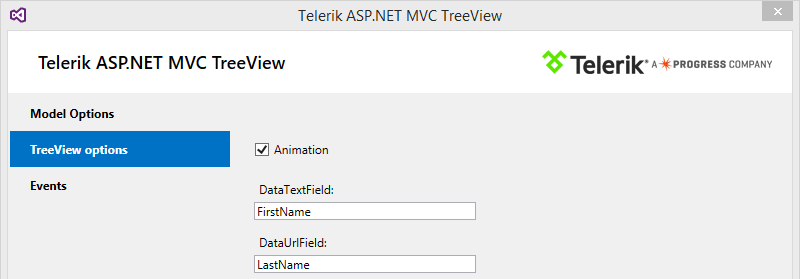 Telerik ASP.NET MVC TreeView
Telerik ASP.NET MVC TreeView
Telerik® A PROGRESS COMPANY
Model Options
TreeView options
Animation
Events
DataTextField:
FirstName
DataUrlField:
LastName